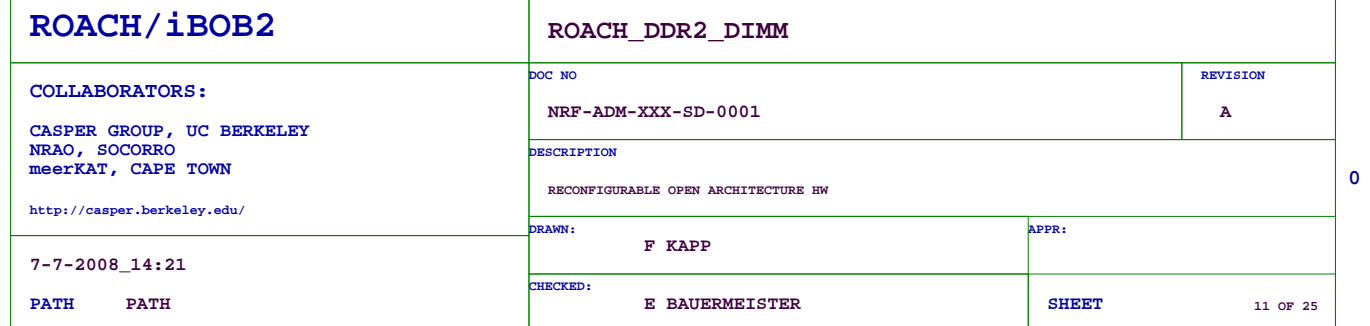 ROACH/iBOB2
ROACH_DDR2_DIMM
COLLABORATORS:
CASPER GROUP, UC BERKELEY
NRAO, SOCORRO
meerKAT, CAPE TOWN
http://casper.berkeley.edu/
7-7-2008_14:21
PATH PATH
DOC NO
NRF-ADM-XXX-SD-0001
REVISION
A
DESCRIPTION
RECONFIGURABLE OPEN ARCHITECTURE HW
DRAWN:
F KAPP
APPR:
CHECKED:
E BAUERMEISTER
SHEET 11 OF 25
0